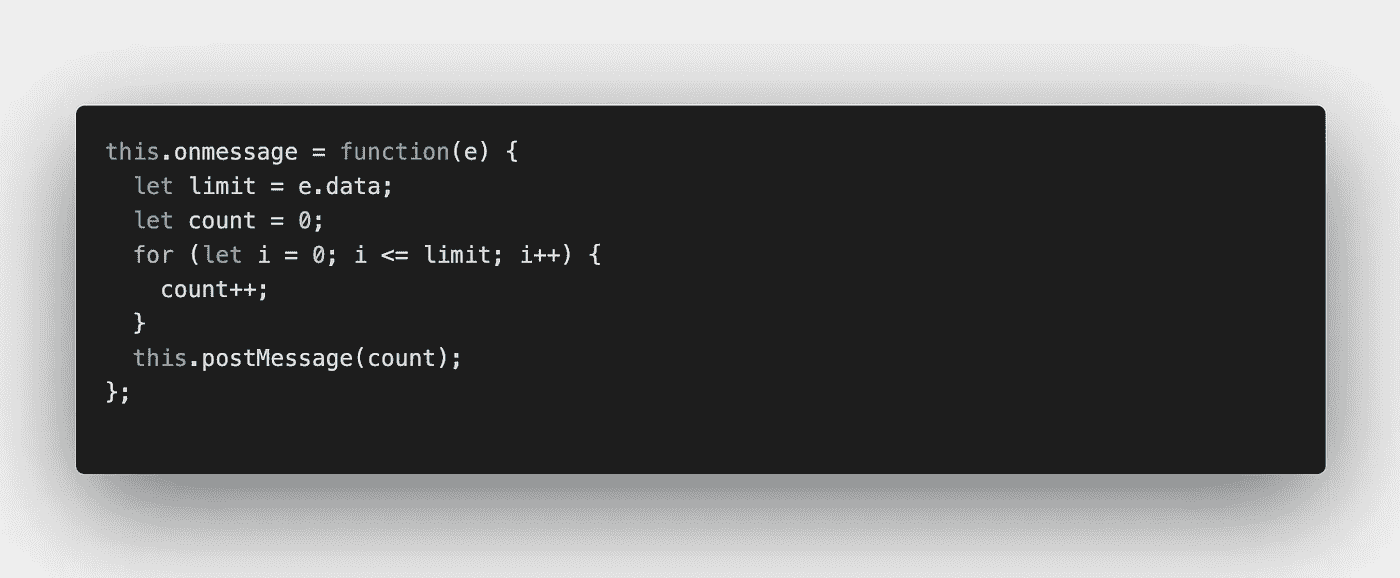 this.onmessage = function(e) {
  let limit = e.data;
  let count = 0;
  for (let i = 0; i <= limit; i++) {
    count++;
  }
  this.postMessage(count);
};